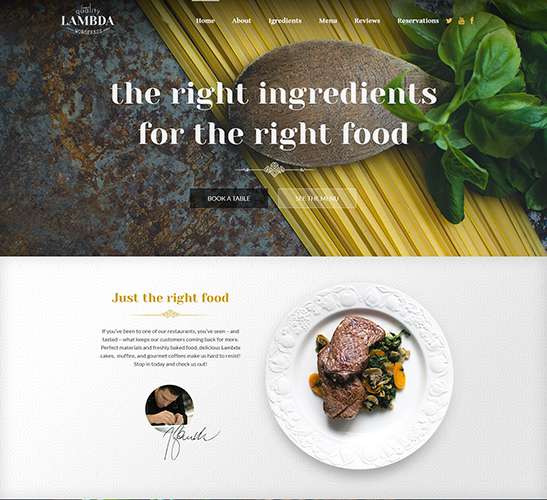 quality
LAMBDA
Home About Igredients Menu Reviews Reservations
the right ingredients
for the right food
BOOK A TABLE SEE THE MENU
Just the right food
If you've been to one of our restaurants, you've seen – and
tasted – what keeps our customers coming back for more.
Perfect materials and freshly baked food, delicious Lambda
cakes, muffins, and gourmet coffees make us hard to resist!
Stop in today and check us out!